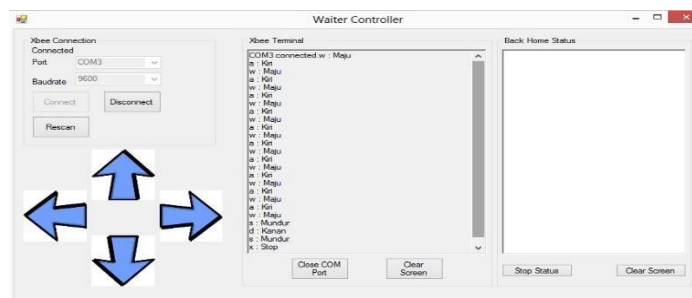 Waiter Controller
Xbee Connection
Connected
Port COM3
Baudrate 9600
Connect Disconnect
Rescan
Xbee Terminal
COM3 connected.w : Maju
a : Kiri
w : Maju
a : Kiri
w : Maju
a : Kiri
w : Maju
a : Kiri
w : Maju
a : Kiri
w : Maju
a : Kiri
w : Maju
a : Kiri
w : Maju
a : Kiri
w : Maju
a : Kiri
w : Maju
a : Kiri
w : Maju
s : Mundur
d : Kanan
s : Mundur
x : Stop
Close COM
Port
Clear
Screen
Back Home Status
Stop Status Clear Screen